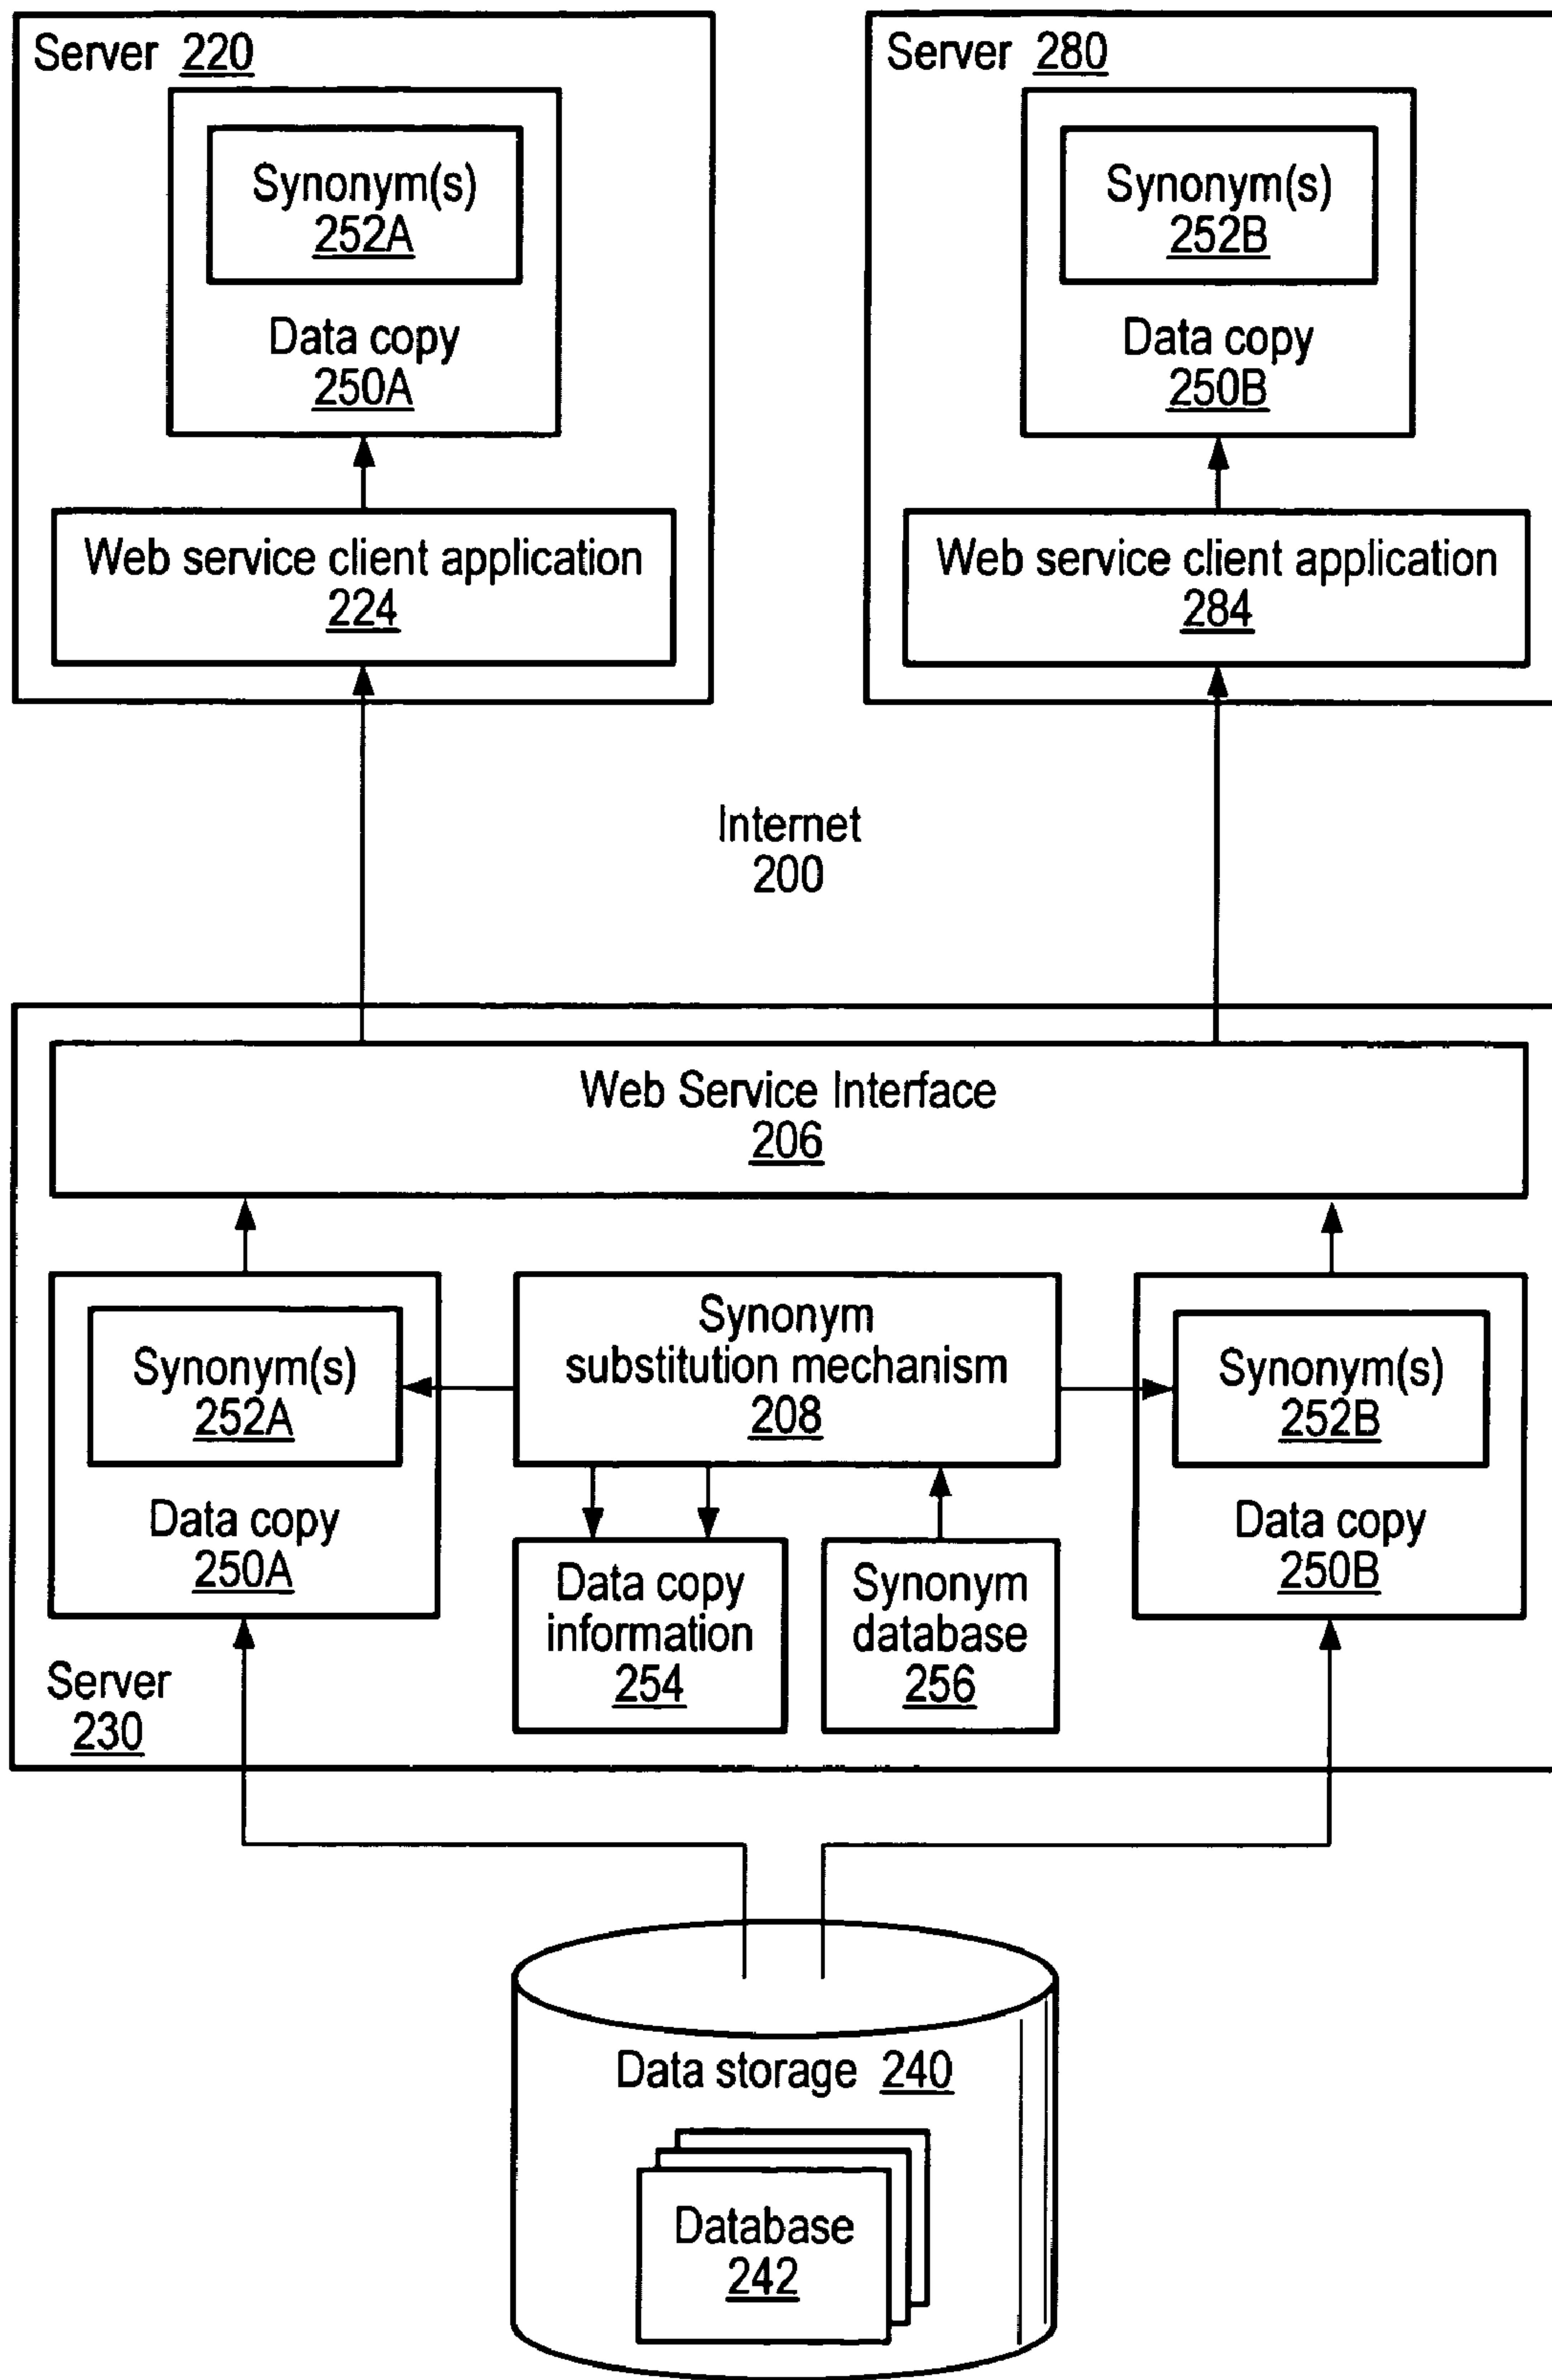 Server 220
Synonym(s)
252A
Data copy
250A
Web service client application
224
Server 280
Synonym(s)
252B
Data copy
250B
Web service client application
284
Internet
200
Web Service Interface
206
Synonym(s)
252A
Data copy
250A
Synonym
substitution mechanism
208
Data copy
information
254
Synonym
database
256
Synonym(s)
252B
Data copy
250B
Server
230
Data storage 240
Database
242